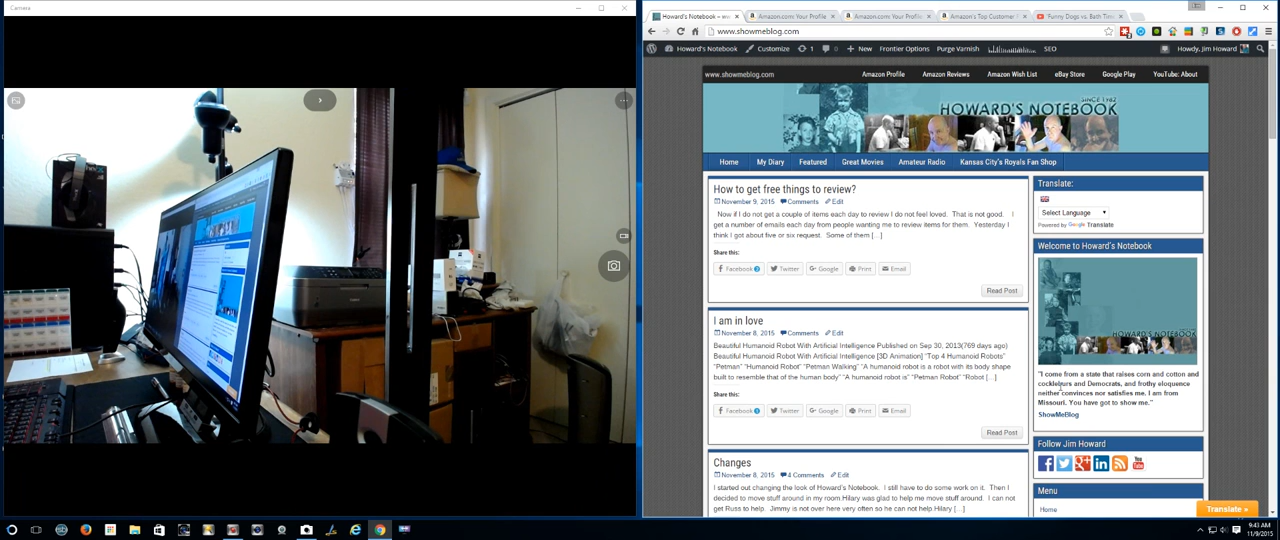 Camera
Howard's Notebook – ww
Amazon.com: Your Profile
Amazon.com: Your Profile
Amazon's Top Customer
"Funny Dogs vs. Bath Time
www.showmeblog.com
Howard's Notebook
Customize
1
0
New
Frontier Options
Purge Varnish
SEO
Howdy, Jim Howard
www.showmeblog.com
Amazon Profile
Amazon Reviews
Amazon Wish List
eBay Store
Google Play
YouTube: About
SINCE 1982
HOWARD'S NOTEBOOK
Home
My Diary
Featured
Great Movies
Amateur Radio
Kansas City's Royals Fan Shop
How to get free things to review?
November 9, 2015 Comments Edit
Now if I do not get a couple of items each day to review I do not feel loved. That is not good. I
get a number of emails each day from people wanting me to review items for them. Yesterday I
think I got about five or six request. Some of them [...]
Share this:
Facebook Twitter Google Print Email
Read Post
I am in love
November 8, 2015 Comments Edit
Beautiful Humanoid Robot With Artificial Intelligence Published on Sep 30, 2013(769 days ago)
Beautiful Humanoid Robot With Artificial Intelligence [3D Animation] "Top 4 Humanoid Robots"
"Petman" "Humanoid Robot" "Petman Walking" "A humanoid robot is a robot with its body shape
built to resemble that of the human body" "A humanoid robot is" "Petman Robot" "Robot [...]
Share this:
Facebook Twitter Google Print Email
Read Post
Changes
November 8, 2015 4 Comments Edit
I started out changing the look of Howard's Notebook. I still have to do some work on it. Then I
decided to move stuff around in my room.Hilary was glad to help me move stuff around. I can not
get Russ to help. Jimmy is not over here very often so he can not help.Hilary [...]
Translate:
Select Language
Powered by Google Translate
Welcome to Howard's Notebook
HOWARD'S NOTEBOOK
"I come from a state that raises corn and cotton and
cockleburs and Democrats, and frothy eloquence
neither convinces nor satisfies me. I am from
Missouri. You have got to show me."
ShowMeBlog
Follow Jim Howard
You Tube
Menu
Home
Translate »
9:43 AM
11/9/2015